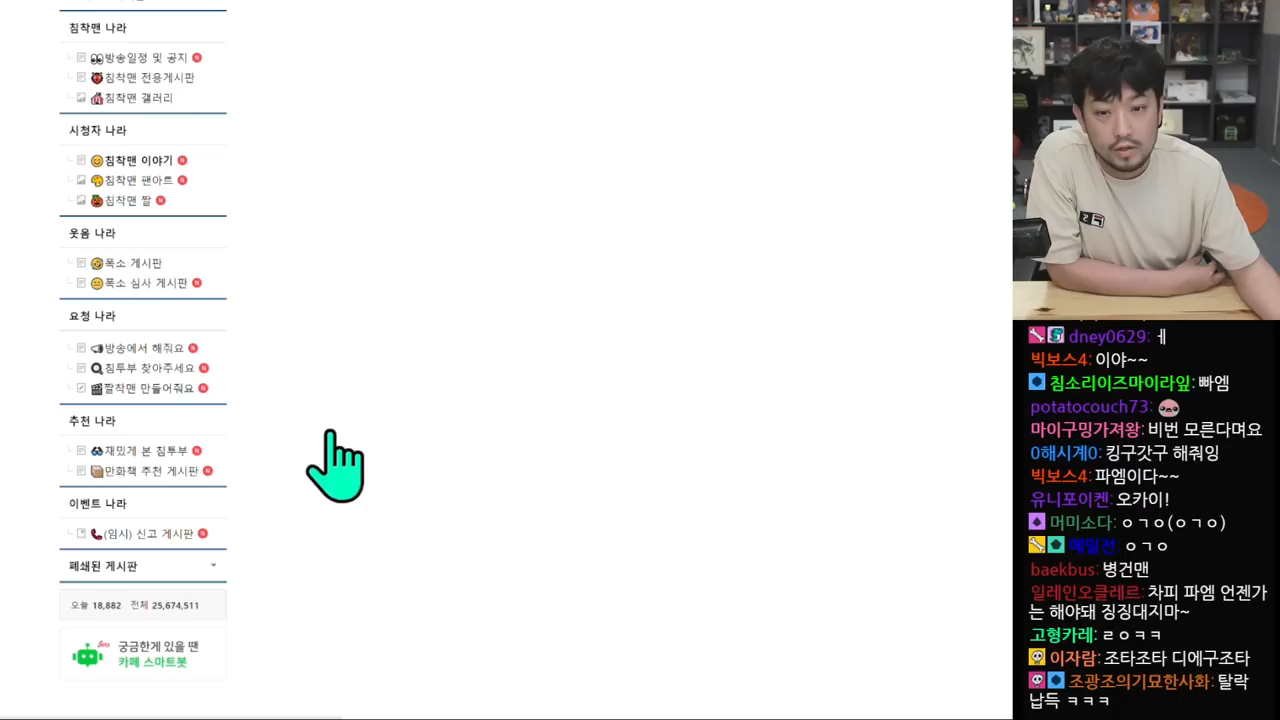 침착맨 나라
방송일정 및 공지 N
침착맨 전용게시판
침착맨 갤러리
시청자 나라
침착맨 이야기 N
침착맨 팬아트 N
침착맨 짤 N
웃음 나라
폭소 게시판
폭소 심사 게시판 N
요청 나라
방송에서 해줘요 N
침투부 찾아주세요 N
짤착맨 만들어줘요 N
추천 나라
재밌게 본 침투부 N
만화책 추천 게시판 N
이벤트 나라
(임시) 신고 게시판 N
폐쇄된 게시판
오늘 18,882 전체 25,674,511
Beta
궁금한게 있을 땐
카페 스마트봇
dney0629: ㅔ
빅보스4: 이야~~
침소리이즈마이라잎: 빠엠
potatocouch73:
마이구밍가져왕: 비번 모른다며요
0해시계0: 킹구갓구 해줘잉
빅보스4: 파엠이다~~
유니포이켄: 오카이!
머미소다: ㅇㄱㅇ(ㅇㄱㅇ)
메밀전: ㅇㄱㅇ
baekbus: 병건맨
일레인오클레르: 차피 파엠 언젠가
는 해야돼 징징대지마~
고형카레: ㄹㅇㅋㅋ
이자람: 조타조타 디에구조타
조광조의기묘한사화: 탈락
납득 ㅋㅋㅋ